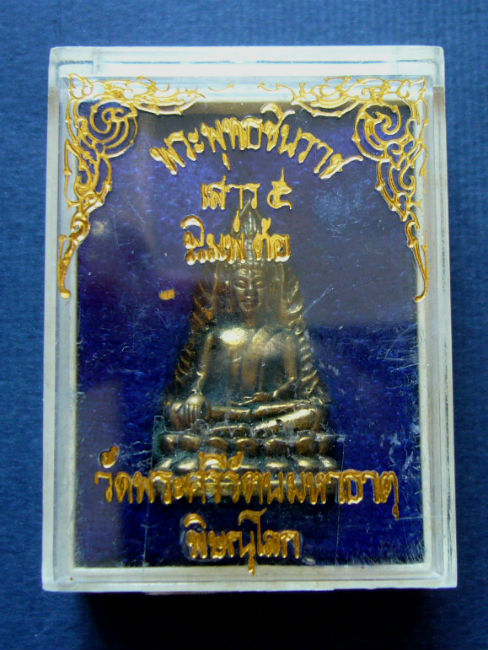 พระพุทธชินราช
เสาร์ ๕
พิมพ์ต้อ
วัดพระศรีรัตนมหาธาตุ
พิษณุโลก